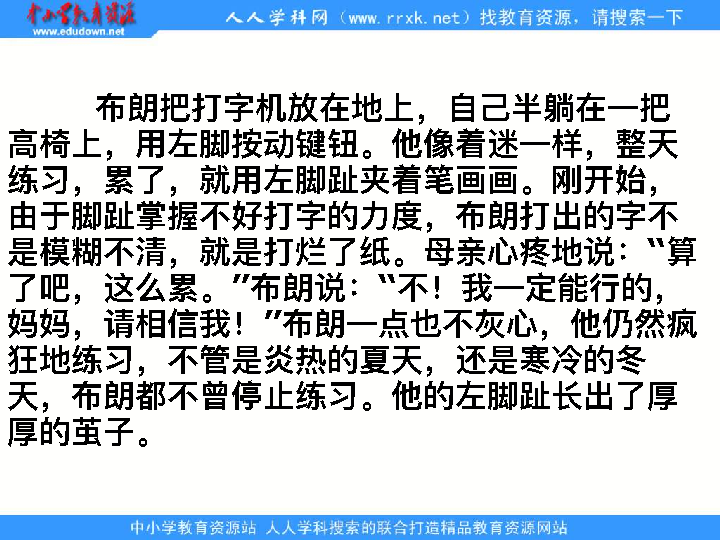 中小学教育资源
www.edudown.net
人人学科网（www.rrxk.net）找教育资源，请搜索一下
布朗把打字机放在地上，自己半躺在一把
高椅上，用左脚按动键钮。他像着迷一样，整天
练习，累了，就用左脚趾夹着笔画画。刚开始，
由于脚趾掌握不好打字的力度，布朗打出的字不
是模糊不清，就是打烂了纸。母亲心疼地说：“算
了吧，这么累。”布朗说：“不！我一定能行的，
妈妈，请相信我！”布朗一点也不灰心，他仍然疯
狂地练习，不管是炎热的夏天，还是寒冷的冬
天，布朗都不曾停止练习。他的左脚趾长出了厚
厚的茧子。
中小学教育资源站 人人学科搜索的联合打造精品教育资源网站